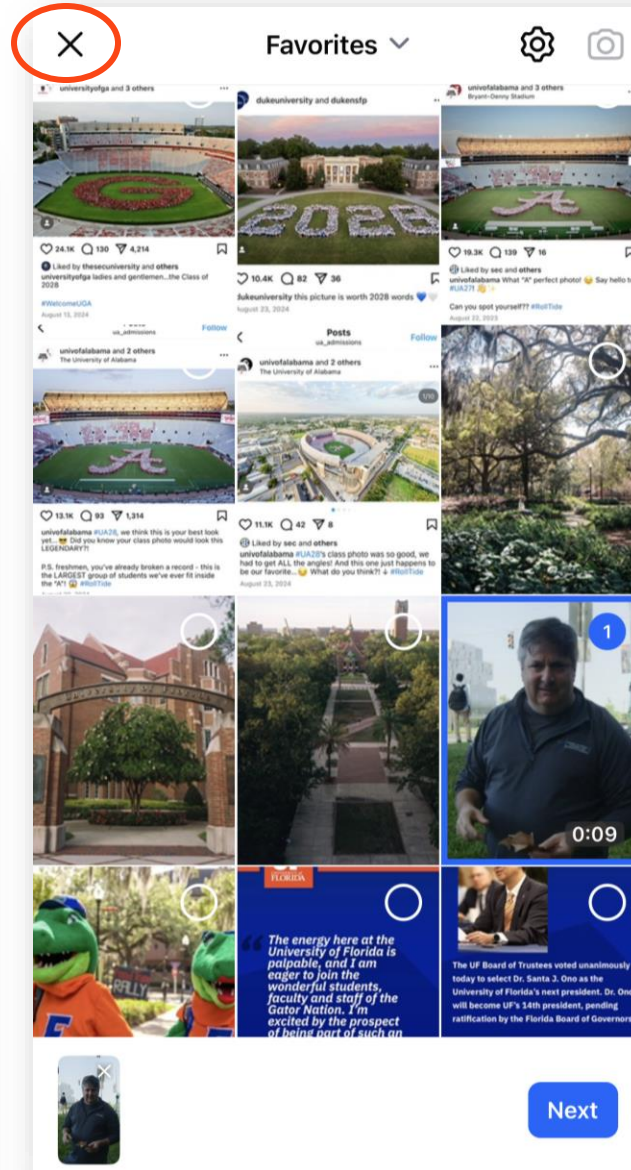 Favorites
universityofga and 3 others
24.1K 130 4,214
Liked by thesecuniversity and others
universityofga ladies and gentlemen...the Class of
2028
#WelcomeUGA
August 13, 2024
dukeuniversity and dukensfp
2028
10.4K 82 36
dukeuniversity this picture is worth 2028 words 💙🤍
August 23, 2024
univofalabama and 3 others
Bryant-Denny Stadium
19.3K 139 16
Liked by sec and others
univofalabama What "A" perfect photo! 😏 Say hello to
#UA27! 👋✨
Can you spot yourself?? #RollTide
August 22, 2023
Follow
ua_admissions
univofalabama and 2 others
The University of Alabama
13.1K 93 1,314
univofalabama #UA28, we think this is your best look
yet... 😎 Did you know your class photo would look this
LEGENDARY?!
P.S. freshmen, you've already broken a record - this is
the LARGEST group of students we've ever fit inside
the "A"! 😱 #RollTide
Posts
ua_admissions
Follow
univofalabama and 2 others
The University of Alabama
1/10
11.1K 42 8
Liked by sec and others
univofalabama #UA28's class photo was so good, we
had to get ALL the angles! And this one just happens to
be our favorite...😏 What do you think?! ↓ #RollTide
August 23, 2024
University of Florida
1
0:09
RALLY
FLORIDA
The energy here at the
University of Florida is
palpable, and I am
eager to join the
wonderful students,
faculty and staff of the
Gator Nation. I'm
excited by the prospect
of being part of such an
The UF Board of Trustees voted unanimously
today to select Dr. Santa J. Ono as the
University of Florida's next president. Dr. Ono
will become UF's 14th president, pending
ratification by the Florida Board of Governors
Next